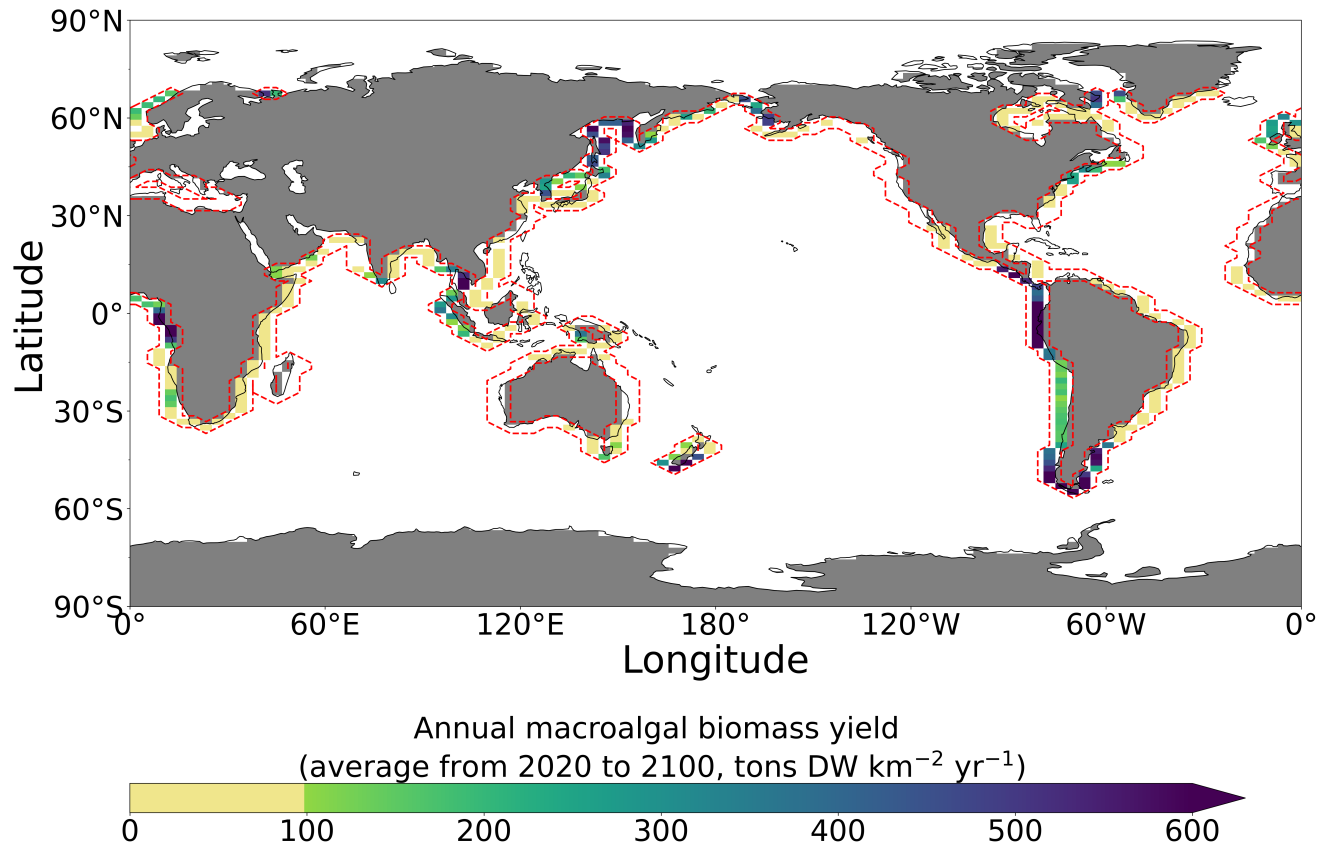 90°N
60°N
30°N
0°
30°S
60°S
90°S
Latitude
0° 60°E 120°E 180° 120°W 60°W 0°
Longitude
Annual macroalgal biomass yield
(average from 2020 to 2100, tons DW km⁻² yr⁻¹)
0 100 200 300 400 500 600